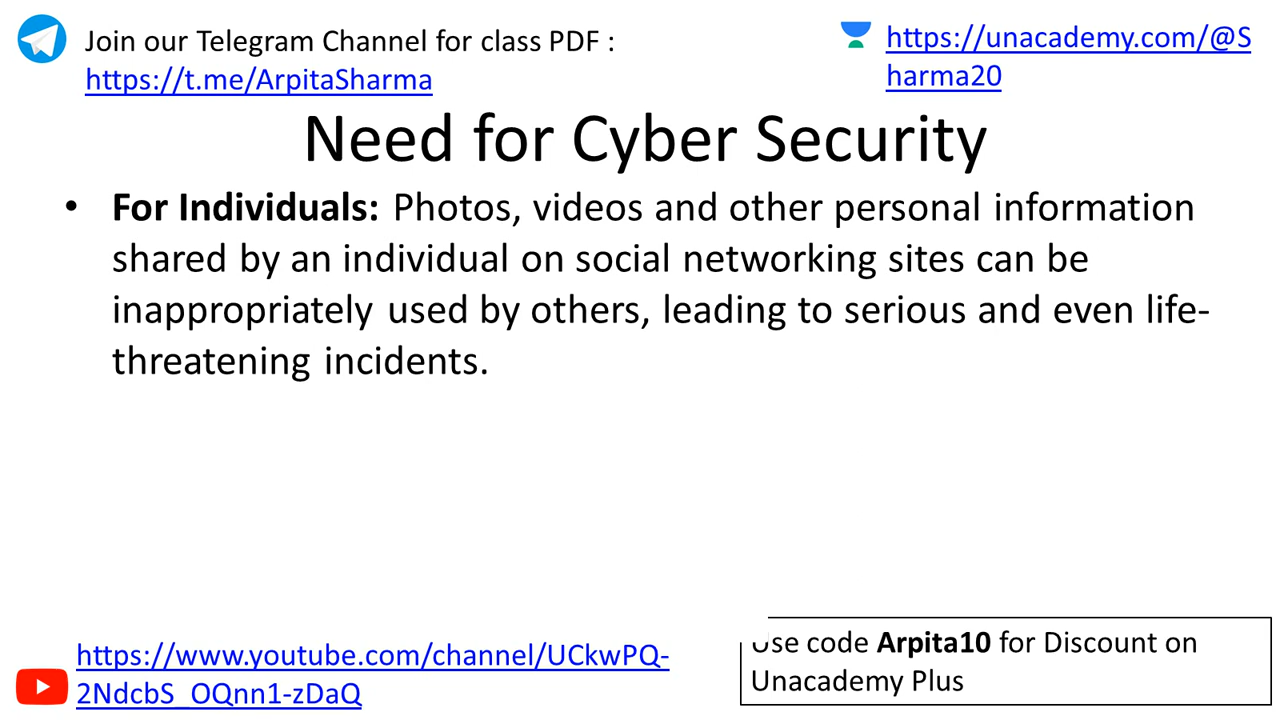 Join our Telegram Channel for class PDF :
https://t.me/ArpitaSharma
https://unacademy.com/@S
harma20
Need for Cyber Security
• For Individuals: Photos, videos and other personal information
shared by an individual on social networking sites can be
inappropriately used by others, leading to serious and even life-
threatening incidents.
https://www.youtube.com/channel/UCkwPQ-
2NdcbS_OQnn1-zDaQ
Use code Arpita10 for Discount on
Unacademy Plus